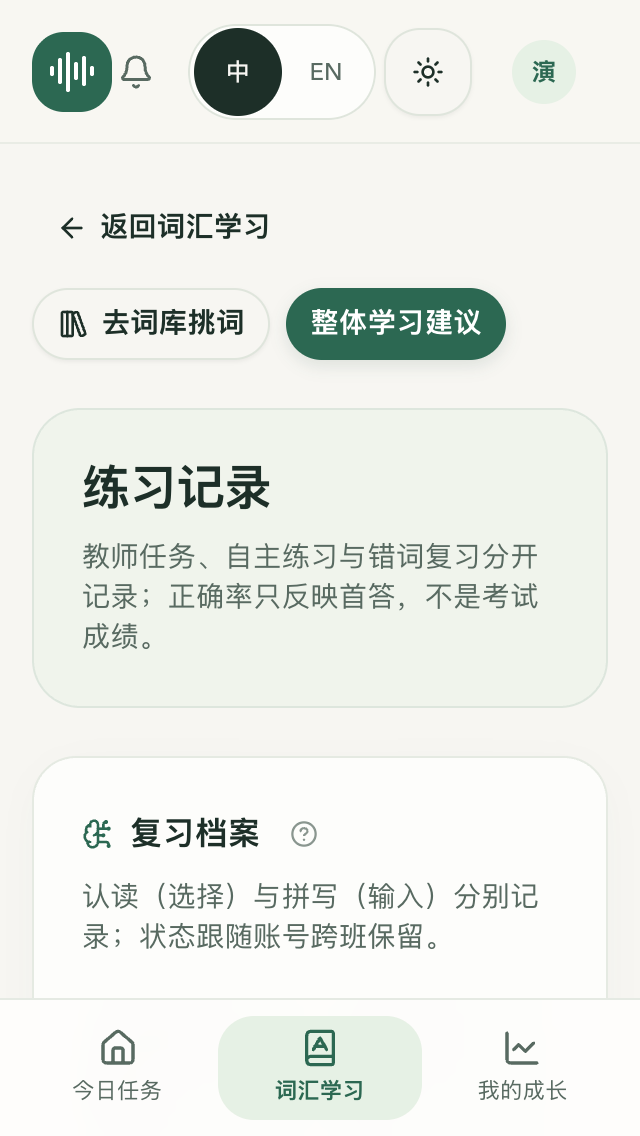 中
EN
演
返回词汇学习
去词库挑词
整体学习建议
练习记录
教师任务、自主练习与错词复习分开
记录；正确率只反映首答，不是考试
成绩。
复习档案
认读（选择）与拼写（输入）分别记
录；状态跟随账号跨班保留。
今日任务
词汇学习
我的成长